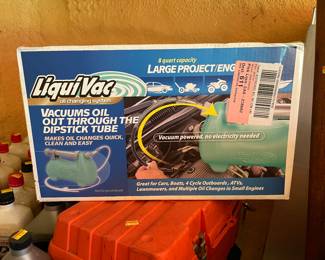 8 quart capacity
LARGE PROJECT/ENG
LiquiVac
oil changing system
VACUUMS OIL
OUT THROUGH THE
DIPSTICK TUBE
MAKES OIL CHANGES QUICK,
CLEAN AND EASY
Vacuum powered, no electricity needed
Great for Cars, Boats, 4 Cycle Outboards, ATVs,
Lawnmowers, and Multiple Oil Changes in Small Engines